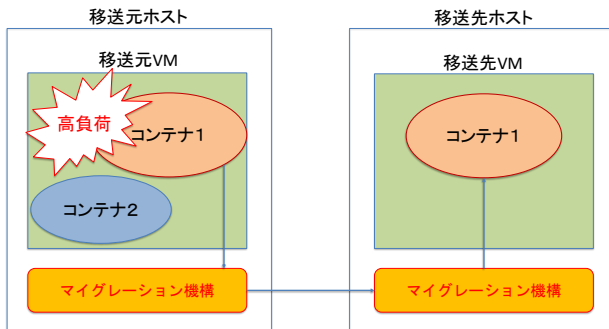 移送元ホスト
移送先ホスト
移送元VM
移送先VM
高負荷
コンテナ1
コンテナ1
コンテナ2
マイグレーション機構
マイグレーション機構